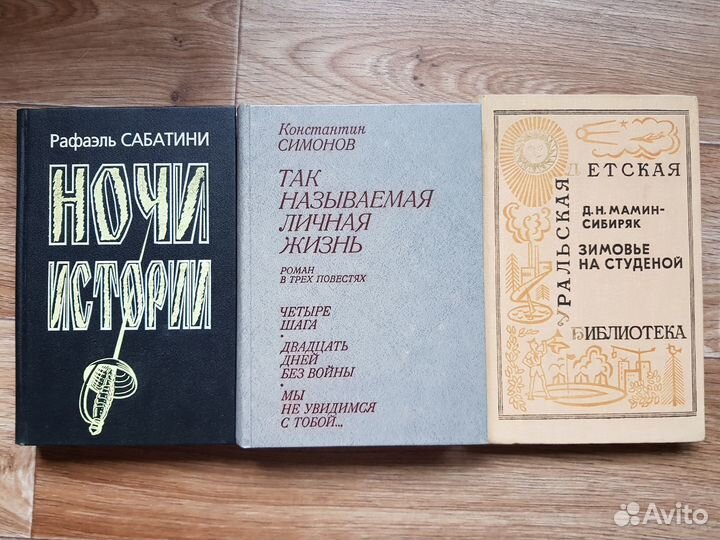 Рафаэль САБАТИНИ
НОЧИ
ИСТОРИИ
Константин
СИМОНОВ
ТАК
НАЗЫВАЕМАЯ
ЛИЧНАЯ
ЖИЗНЬ
РОМАН
В ТРЕХ ПОВЕСТЯХ
ЧЕТЫРЕ
ШАГА
•
ДВАДЦАТЬ
ДНЕЙ
БЕЗ ВОЙНЫ
•
МЫ
НЕ УВИДИМСЯ
С ТОБОЙ...
УРАЛЬСКАЯ
ДЕТСКАЯ
БИБЛИОТЕКА
Д.Н. МАМИН-
СИБИРЯК
ЗИМОВЬЕ
НА СТУДЕНОЙ
Avito